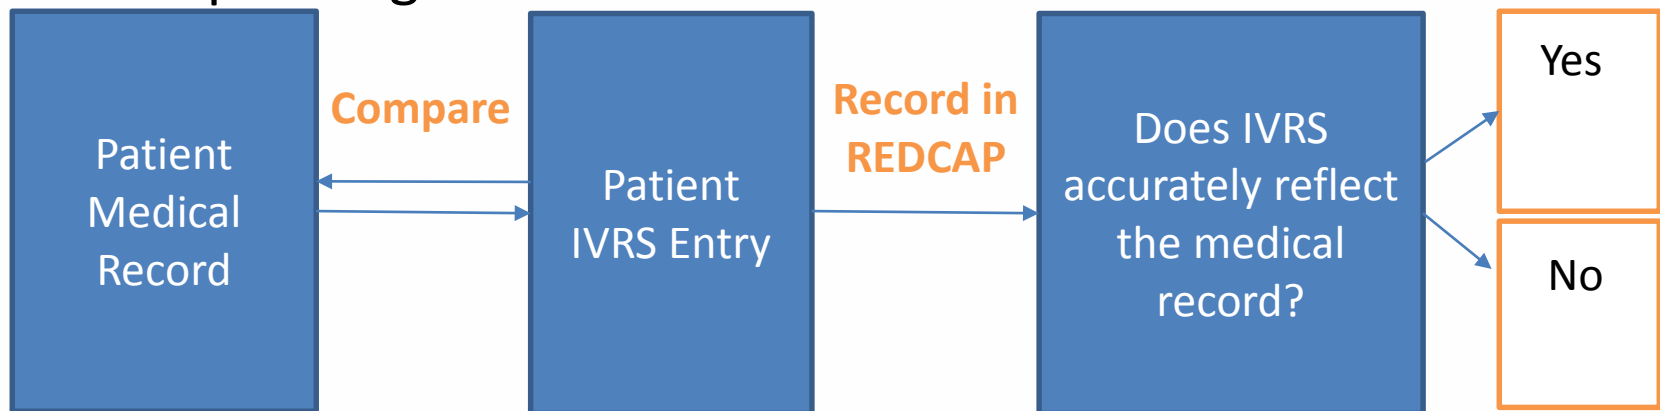 Patient
Medical
Record
Compare
Patient
IVRS Entry
Record in
REDCAP
Does IVRS
accurately reflect
the medical
record?
Yes
No